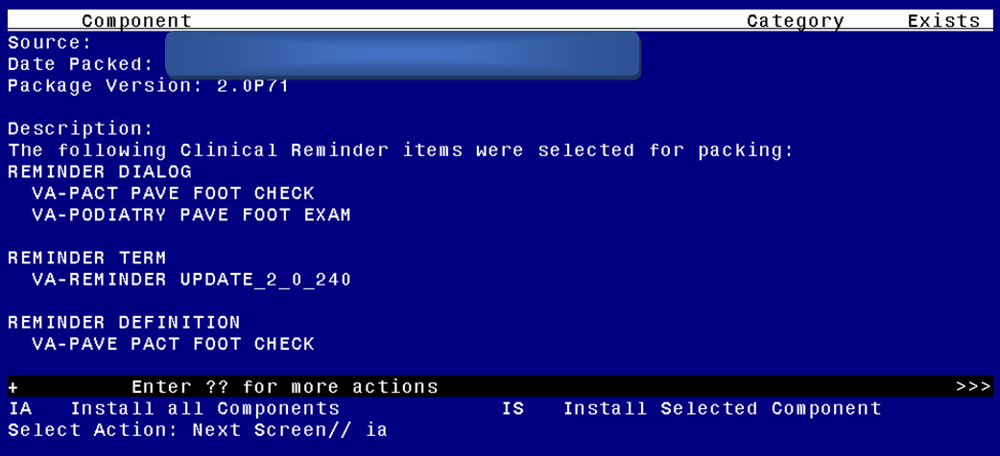 Component Category Exists
Source:
Date Packed:
Package Version: 2.0P71
Description:
The following Clinical Reminder items were selected for packing:
REMINDER DIALOG
VA-PACT PAVE FOOT CHECK
VA-PODIATRY PAVE FOOT EXAM
REMINDER TERM
VA-REMINDER UPDATE_2_0_240
REMINDER DEFINITION
VA-PAVE PACT FOOT CHECK
+ Enter ?? for more actions >>>
IA Install all Components IS Install Selected Component
Select Action: Next Screen// ia